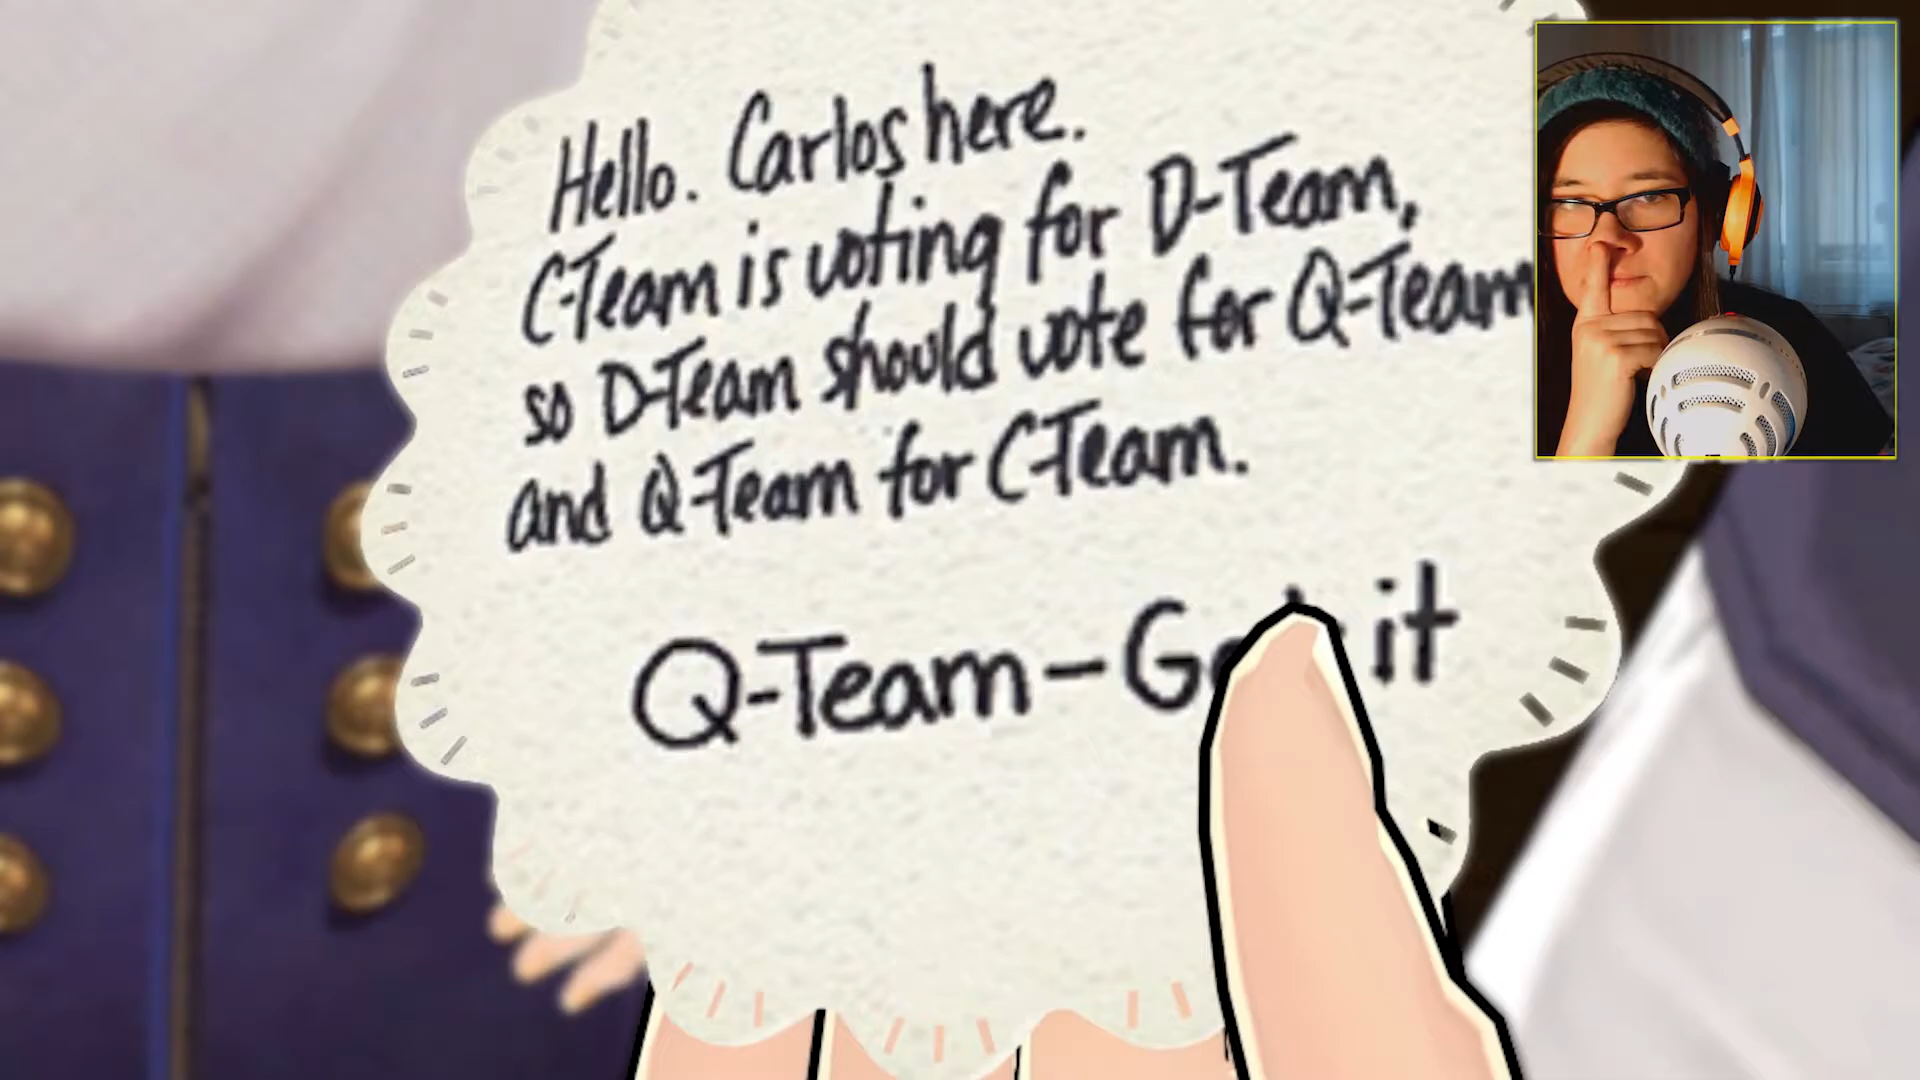 Hello. Carlos here.
C-Team is voting for D-Team,
so D-Team should vote for Q-Team
and Q-Team for C-Team.
Q-Team – it